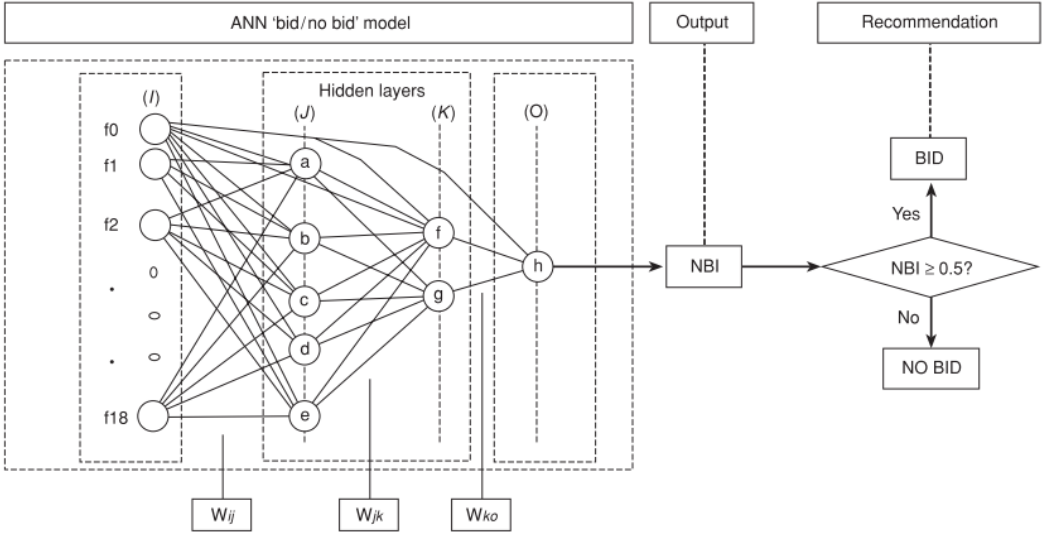 ANN ‘bid/no bid’ model
Output
Recommendation
Hidden layers
(I)
(J)
(K)
(O)
f0
f1
f2
f18
a
b
c
d
e
f
g
h
NBI
BID
Yes
NBI ≥ 0.5?
No
NO BID
Wij
Wjk
Wko